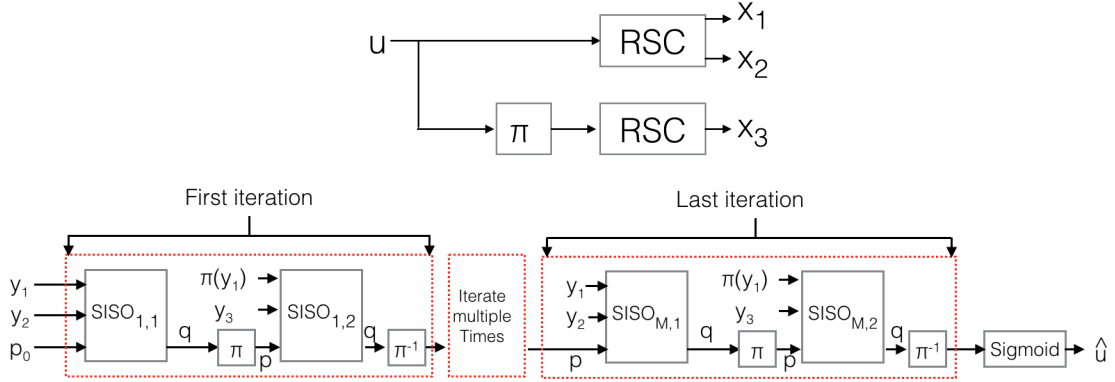 u
RSC
x1
x2
π
RSC
x3
First iteration
Last iteration
y1
y2
p0
SISO1,1
q
π
p
π(y1)
y3
SISO1,2
q
π-1
Iterate
multiple
Times
p
y1
y2
SISOM,1
q
π
p
π(y1)
y3
SISOM,2
q
π-1
Sigmoid
û